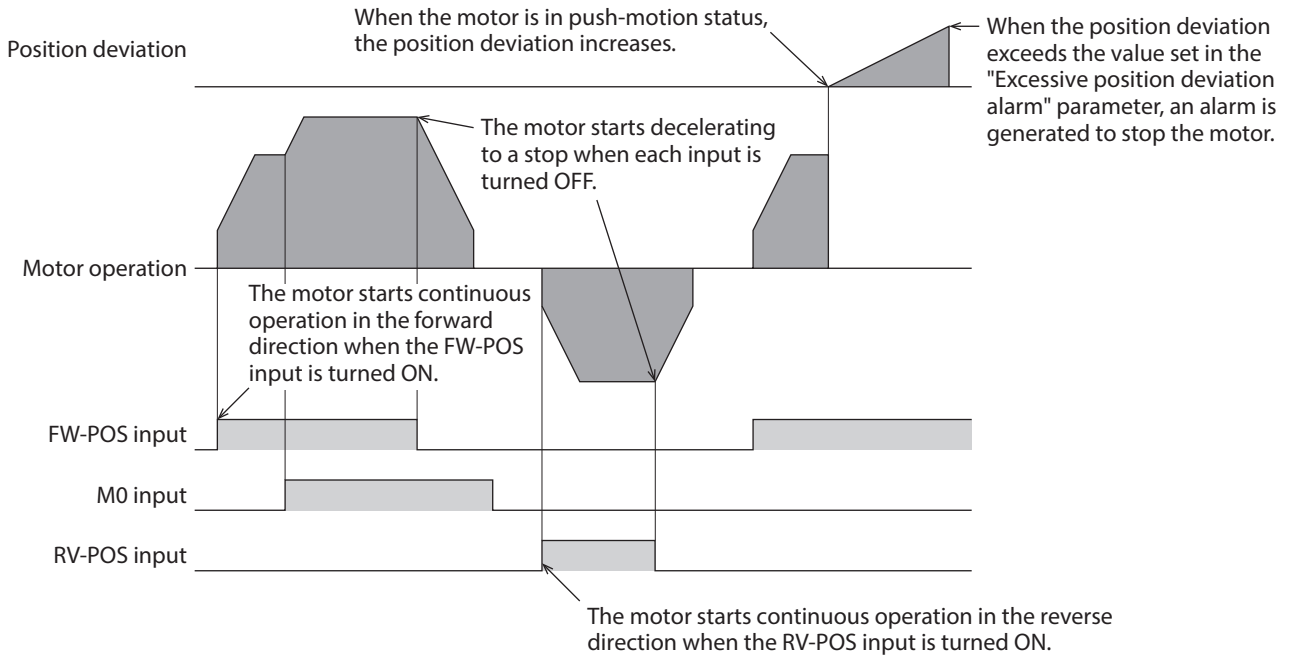 When the motor is in push-motion status,
the position deviation increases.
Position deviation
When the position deviation
exceeds the value set in the
"Excessive position deviation
alarm" parameter, an alarm is
generated to stop the motor.
The motor starts decelerating
to a stop when each input is
turned OFF.
Motor operation
The motor starts continuous
operation in the forward
direction when the FW-POS
input is turned ON.
FW-POS input
M0 input
RV-POS input
The motor starts continuous operation in the reverse
direction when the RV-POS input is turned ON.